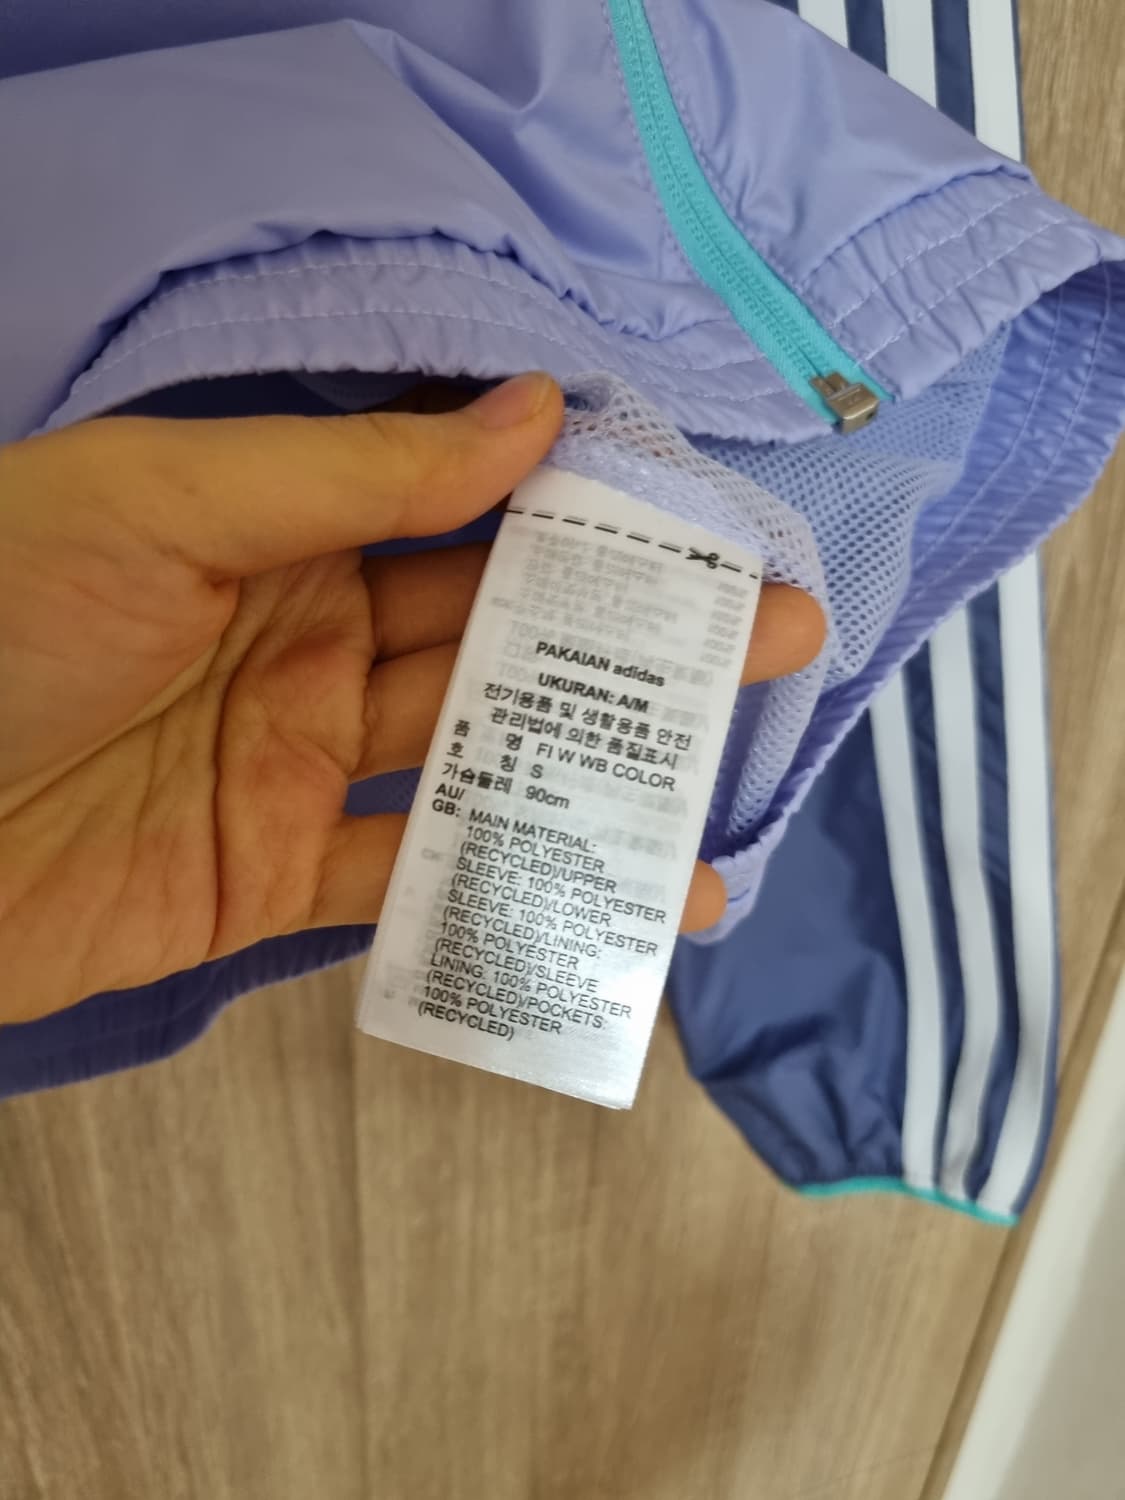 PAKAIAN adidas
UKURAN: A/M
전기용품 및 생활용품 안전
관리법에 의한 품질표시
품 명 FI W WB COLOR
호 칭 S
가슴둘레 90cm
AU/
GB: MAIN MATERIAL:
100% POLYESTER
(RECYCLED)/UPPER
SLEEVE: 100% POLYESTER
(RECYCLED)/LOWER
SLEEVE: 100% POLYESTER
(RECYCLED)/LINING:
100% POLYESTER
(RECYCLED)/SLEEVE
LINING: 100% POLYESTER
(RECYCLED)/POCKETS:
100% POLYESTER
(RECYCLED)